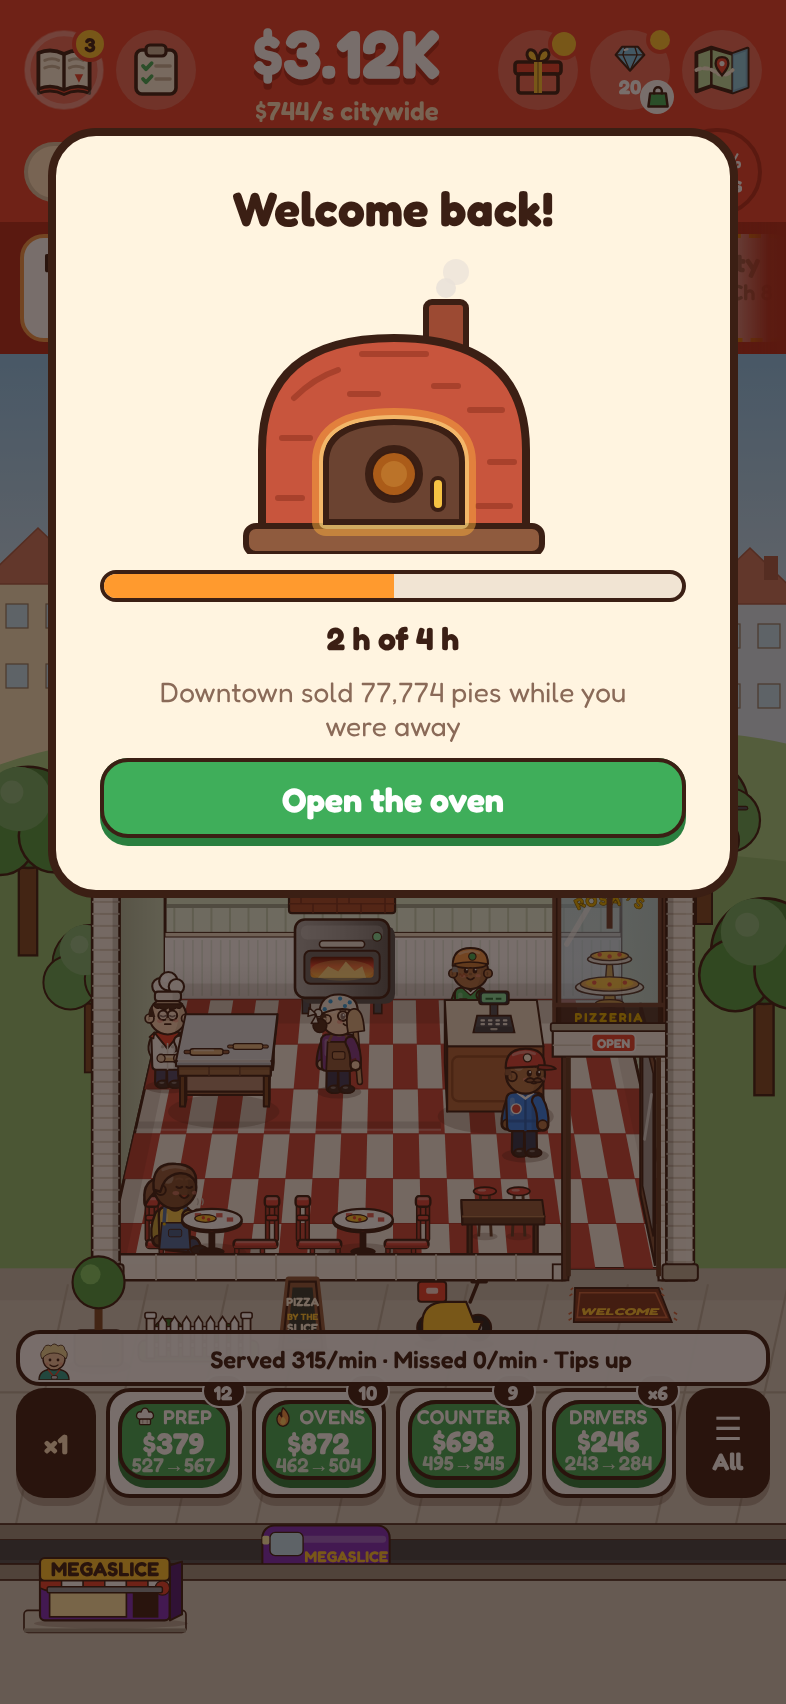 3
$3.12K
$744/s citywide
20
Welcome back!
2 h of 4 h
Downtown sold 77,774 pies while you
were away
Open the oven
ROSA'S
PIZZERIA
OPEN
PIZZA
BY THE
SLICE
WELCOME
Served 315/min · Missed 0/min · Tips up
12
10
9
x6
x1
PREP
$379
527→567
OVENS
$872
462→504
COUNTER
$693
495→545
DRIVERS
$246
243→284
All
MEGASLICE
MEGASLICE